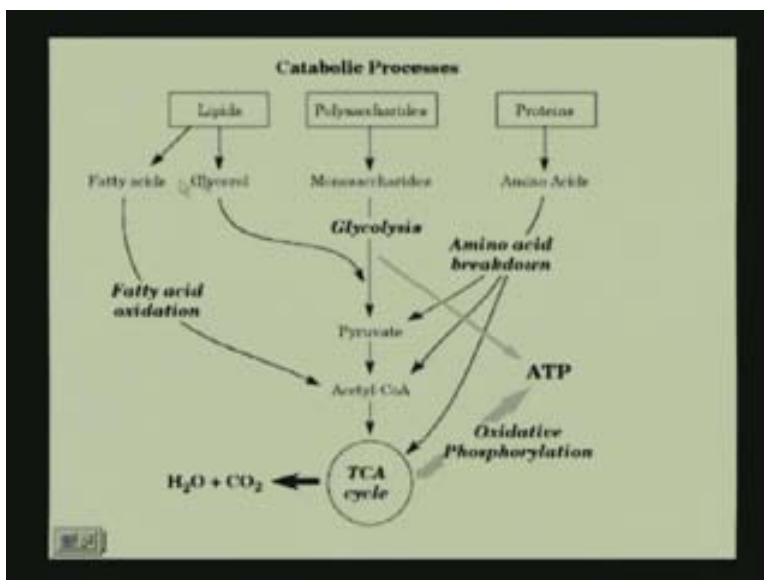 Catabolic Processes
Lipids Polysaccharides Proteins
Fatty acids Glycerol Monosaccharides Amino Acids
Glycolysis
Amino acid
breakdown
Fatty acid
oxidation
Pyruvate
ATP
Acetyl-CoA
Oxidative
Phosphorylation
TCA
cycle
H₂O + CO₂